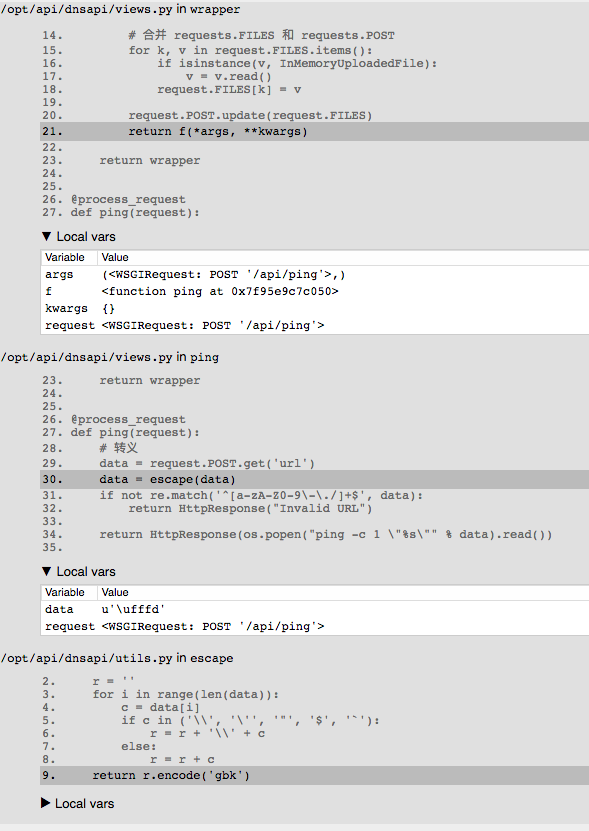 /opt/api/dnsapi/views.py in wrapper
14.         # 合并 requests.FILES 和 requests.POST
15.         for k, v in request.FILES.items():
16.             if isinstance(v, InMemoryUploadedFile):
17.                 v = v.read()
18.             request.FILES[k] = v
19.
20.         request.POST.update(request.FILES)
21.         return f(*args, **kwargs)
22.
23.     return wrapper
24.
25.
26. @process_request
27. def ping(request):
▼ Local vars
Variable Value
args (<WSGIRequest: POST '/api/ping'>,)
f <function ping at 0x7f95e9c7c050>
kwargs {}
request <WSGIRequest: POST '/api/ping'>
/opt/api/dnsapi/views.py in ping
23.     return wrapper
24.
25.
26. @process_request
27. def ping(request):
28.     # 转义
29.     data = request.POST.get('url')
30.     data = escape(data)
31.     if not re.match('^[a-zA-Z0-9\-\./]+$', data):
32.         return HttpResponse("Invalid URL")
33.
34.     return HttpResponse(os.popen("ping -c 1 \"%s\"" % data).read())
35.
▼ Local vars
Variable Value
data u'\ufffd'
request <WSGIRequest: POST '/api/ping'>
/opt/api/dnsapi/utils.py in escape
2.     r = ''
3.     for i in range(len(data)):
4.         c = data[i]
5.         if c in ('\\', '\'', '"', '$', '`'):
6.             r = r + '\\' + c
7.         else:
8.             r = r + c
9.     return r.encode('gbk')
▶ Local vars